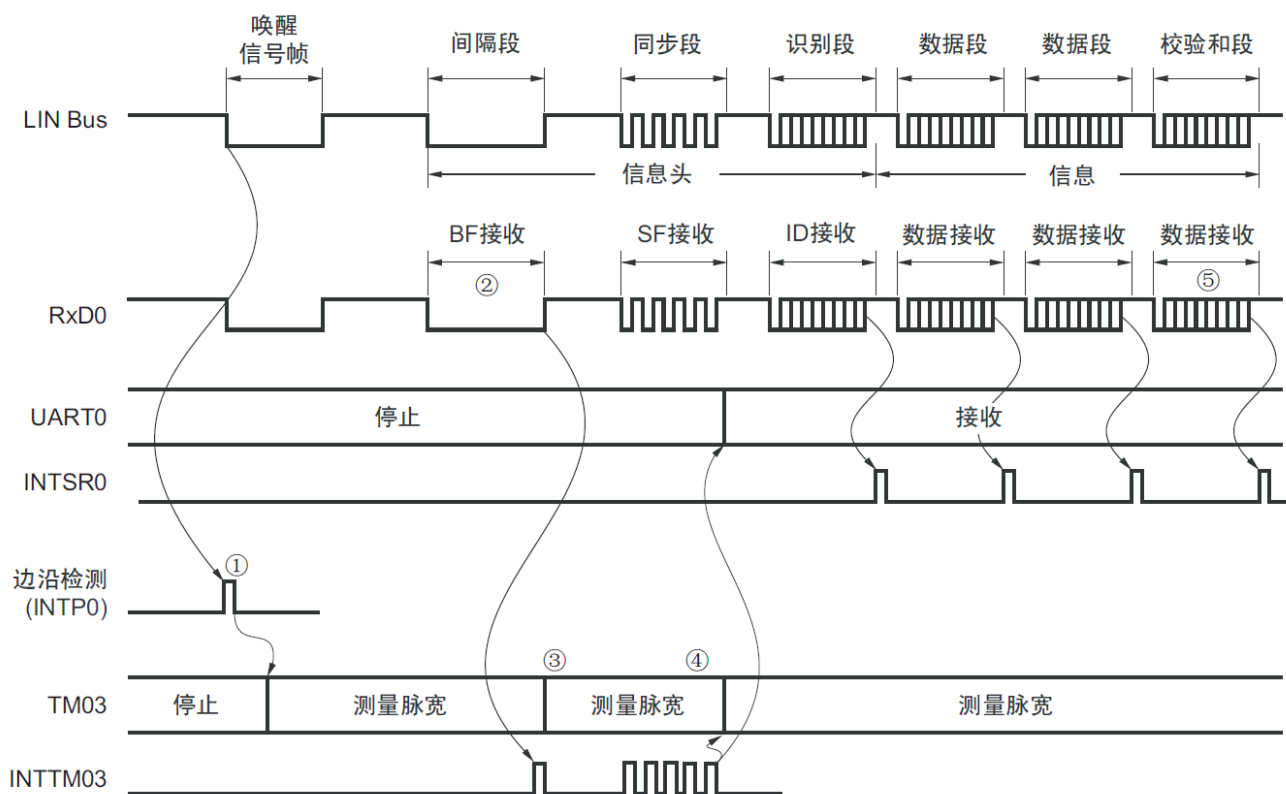 唤醒
信号帧
间隔段
同步段
识别段
数据段
数据段
校验和段
LIN Bus
信息头
信息
BF接收
SF接收
ID接收
数据接收
数据接收
数据接收
②
⑤
RxD0
UART0
停止
接收
INTSR0
边沿检测
(INTP0)
①
③
④
TM03
停止
测量脉宽
测量脉宽
测量脉宽
INTTM03